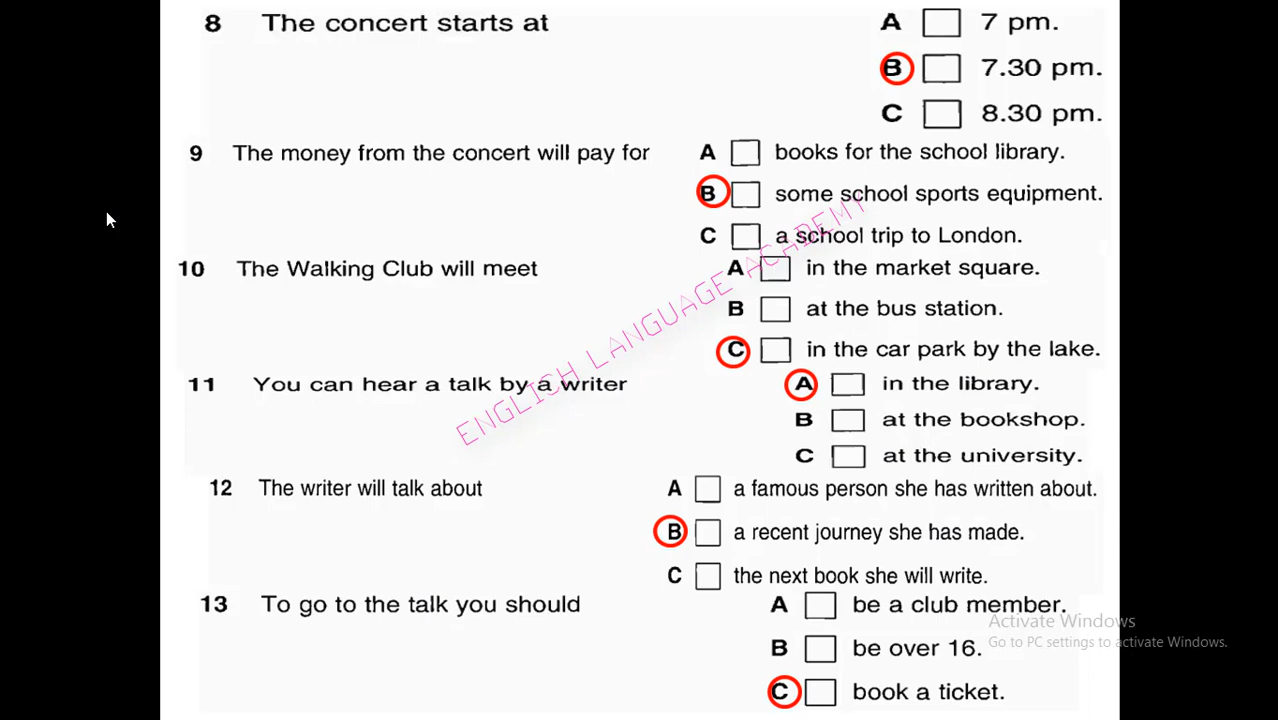 8 The concert starts at A 7 pm.
B 7.30 pm.
C 8.30 pm.
9 The money from the concert will pay for A books for the school library.
B some school sports equipment.
C a school trip to London.
10 The Walking Club will meet A in the market square.
B at the bus station.
C in the car park by the lake.
11 You can hear a talk by a writer A in the library.
B at the bookshop.
C at the university.
12 The writer will talk about A a famous person she has written about.
B a recent journey she has made.
C the next book she will write.
13 To go to the talk you should A be a club member.
B be over 16.
C book a ticket.
ENGLISH LANGUAGE ACADEMY
Activate Windows
Go to PC settings to activate Windows.